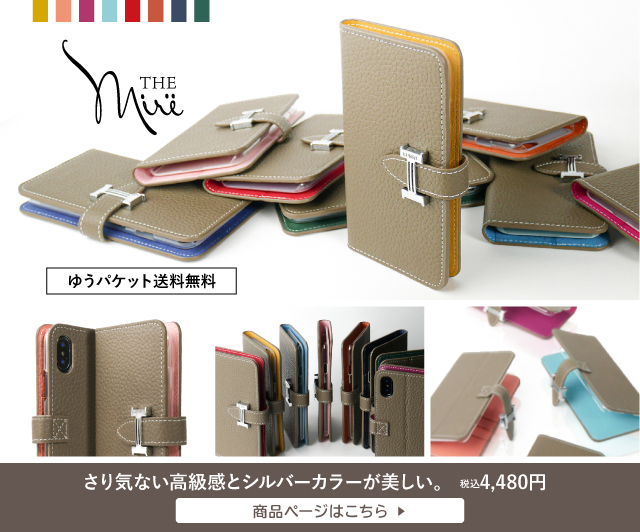 THE
Mirë
ゆうパケット送料無料
さり気ない高級感とシルバーカラーが美しい。 税込4,480円
商品ページはこちら ▶